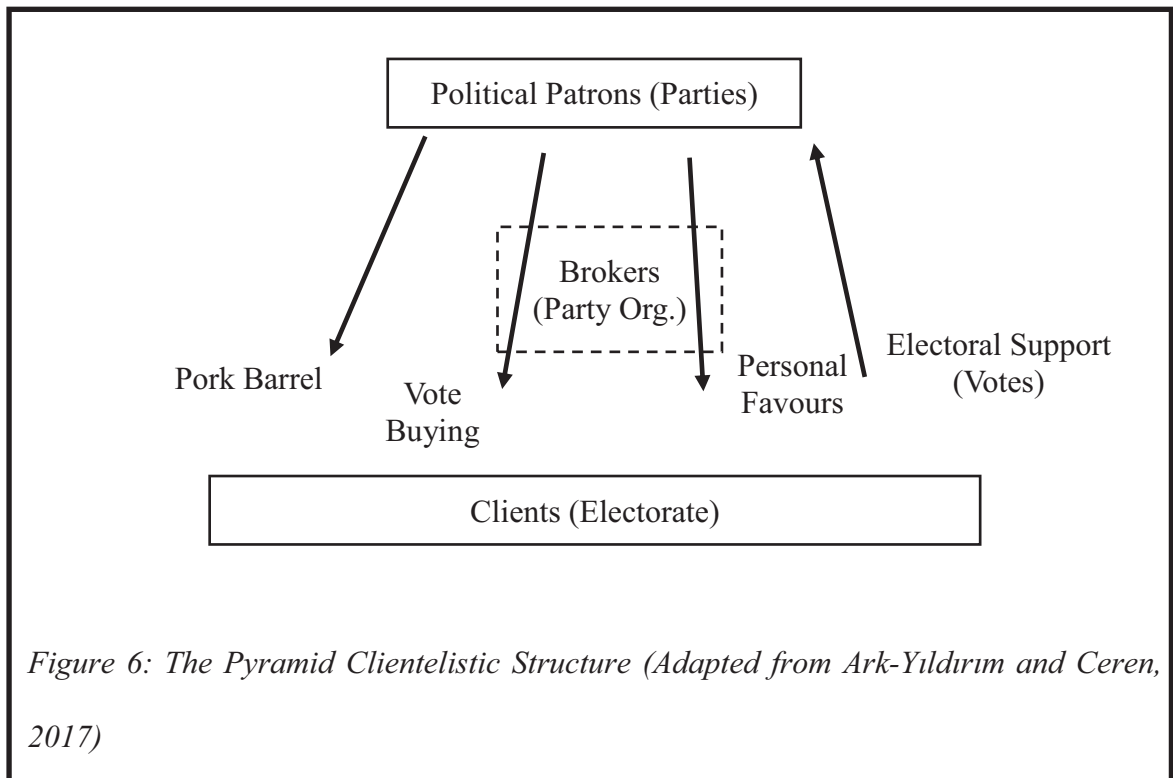 Political Patrons (Parties)
Brokers
(Party Org.)
Pork Barrel
Vote
Buying
Personal
Favours
Electoral Support
(Votes)
Clients (Electorate)
Figure 6: The Pyramid Clientelistic Structure (Adapted from Ark-Yıldırım and Ceren,
2017)